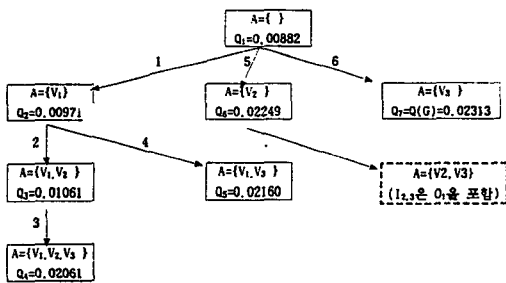 A={ }
Q₁=0.00882
1
5
6
A={V₁}
Q₂=0.00971
A={V₂ }
Q₆=0.02249
A={V₃ }
Q₇=Q(G)=0.02313
2
4
A={V₁,V₂ }
Q₃=0.01061
A={V₁,V₃ }
Q₅=0.02160
A={V2,V3}
(I₂,₃은 O₁을 포함)
3
A={V₁,V₂,V₃ }
Q₄=0.02061